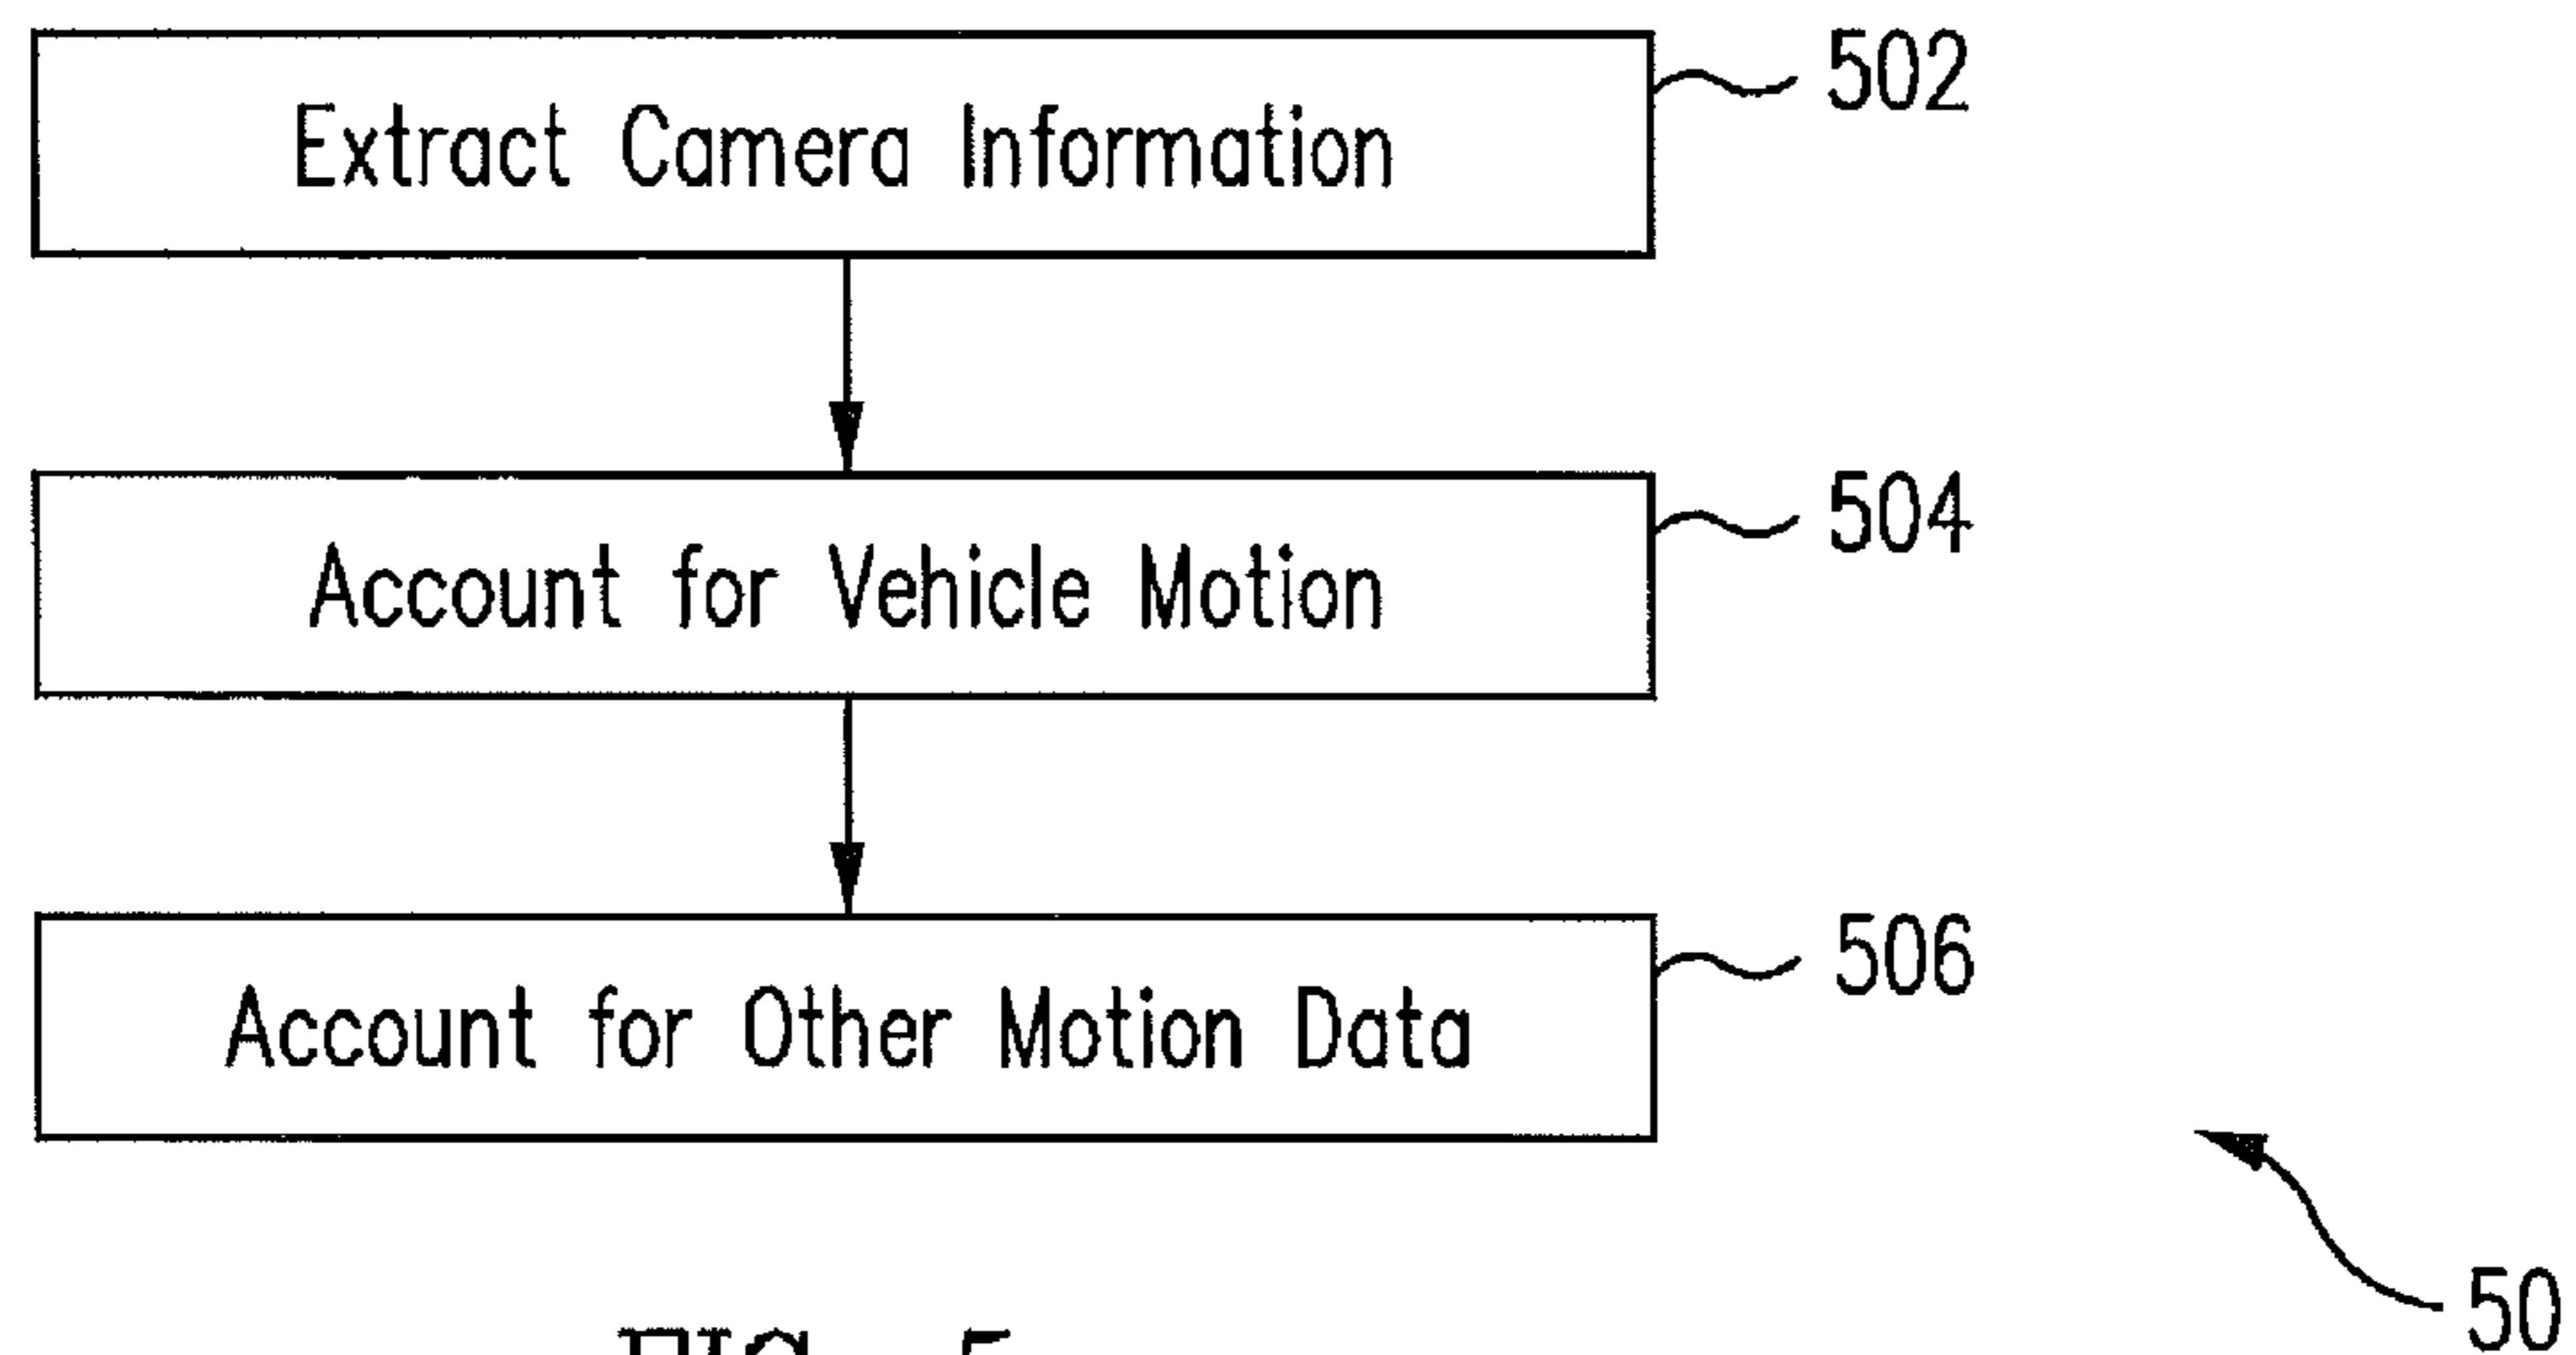 502
Extract Camera Information
504
Account for Vehicle Motion
506
Account for Other Motion Data
50